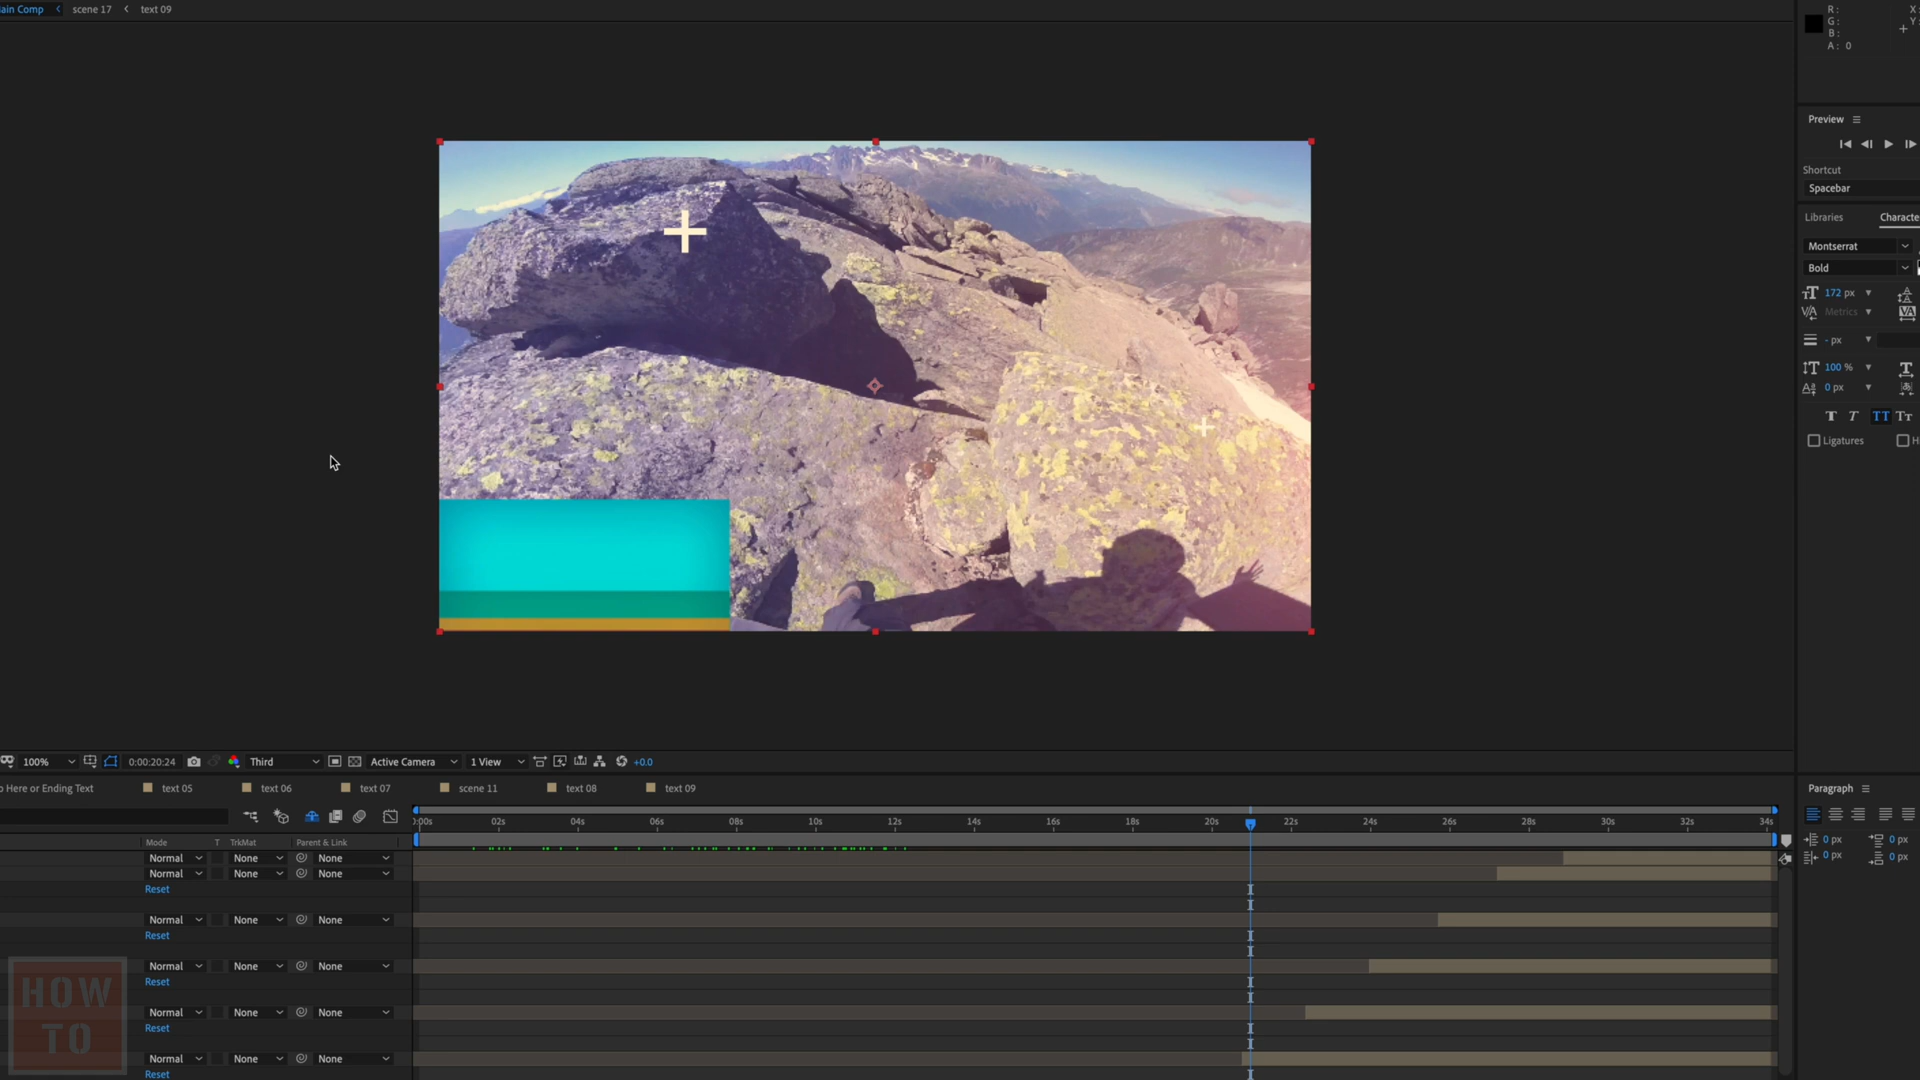 ain Comp
scene 17
text 09
R :
G :
B :
A : 0
X
Y
Preview
Shortcut
Spacebar
Libraries
Characte
Montserrat
Bold
172 px
Metrics
- px
100 %
0 px
Ligatures
H
100%
0:00:20:24
Third
Active Camera
1 View
+0.0
o Here or Ending Text
text 05
text 06
text 07
scene 11
text 08
text 09
Paragraph
:00s 02s 04s 06s 08s 10s 12s 14s 16s 18s 20s 22s 24s 26s 28s 30s 32s 34s
Mode T TrkMat Parent & Link
Normal None None
Normal None None
Reset
Normal None None
Reset
Normal None None
Reset
Normal None None
Reset
Normal None None
Reset
0 px 0 px
0 px 0 px
HOW
TO